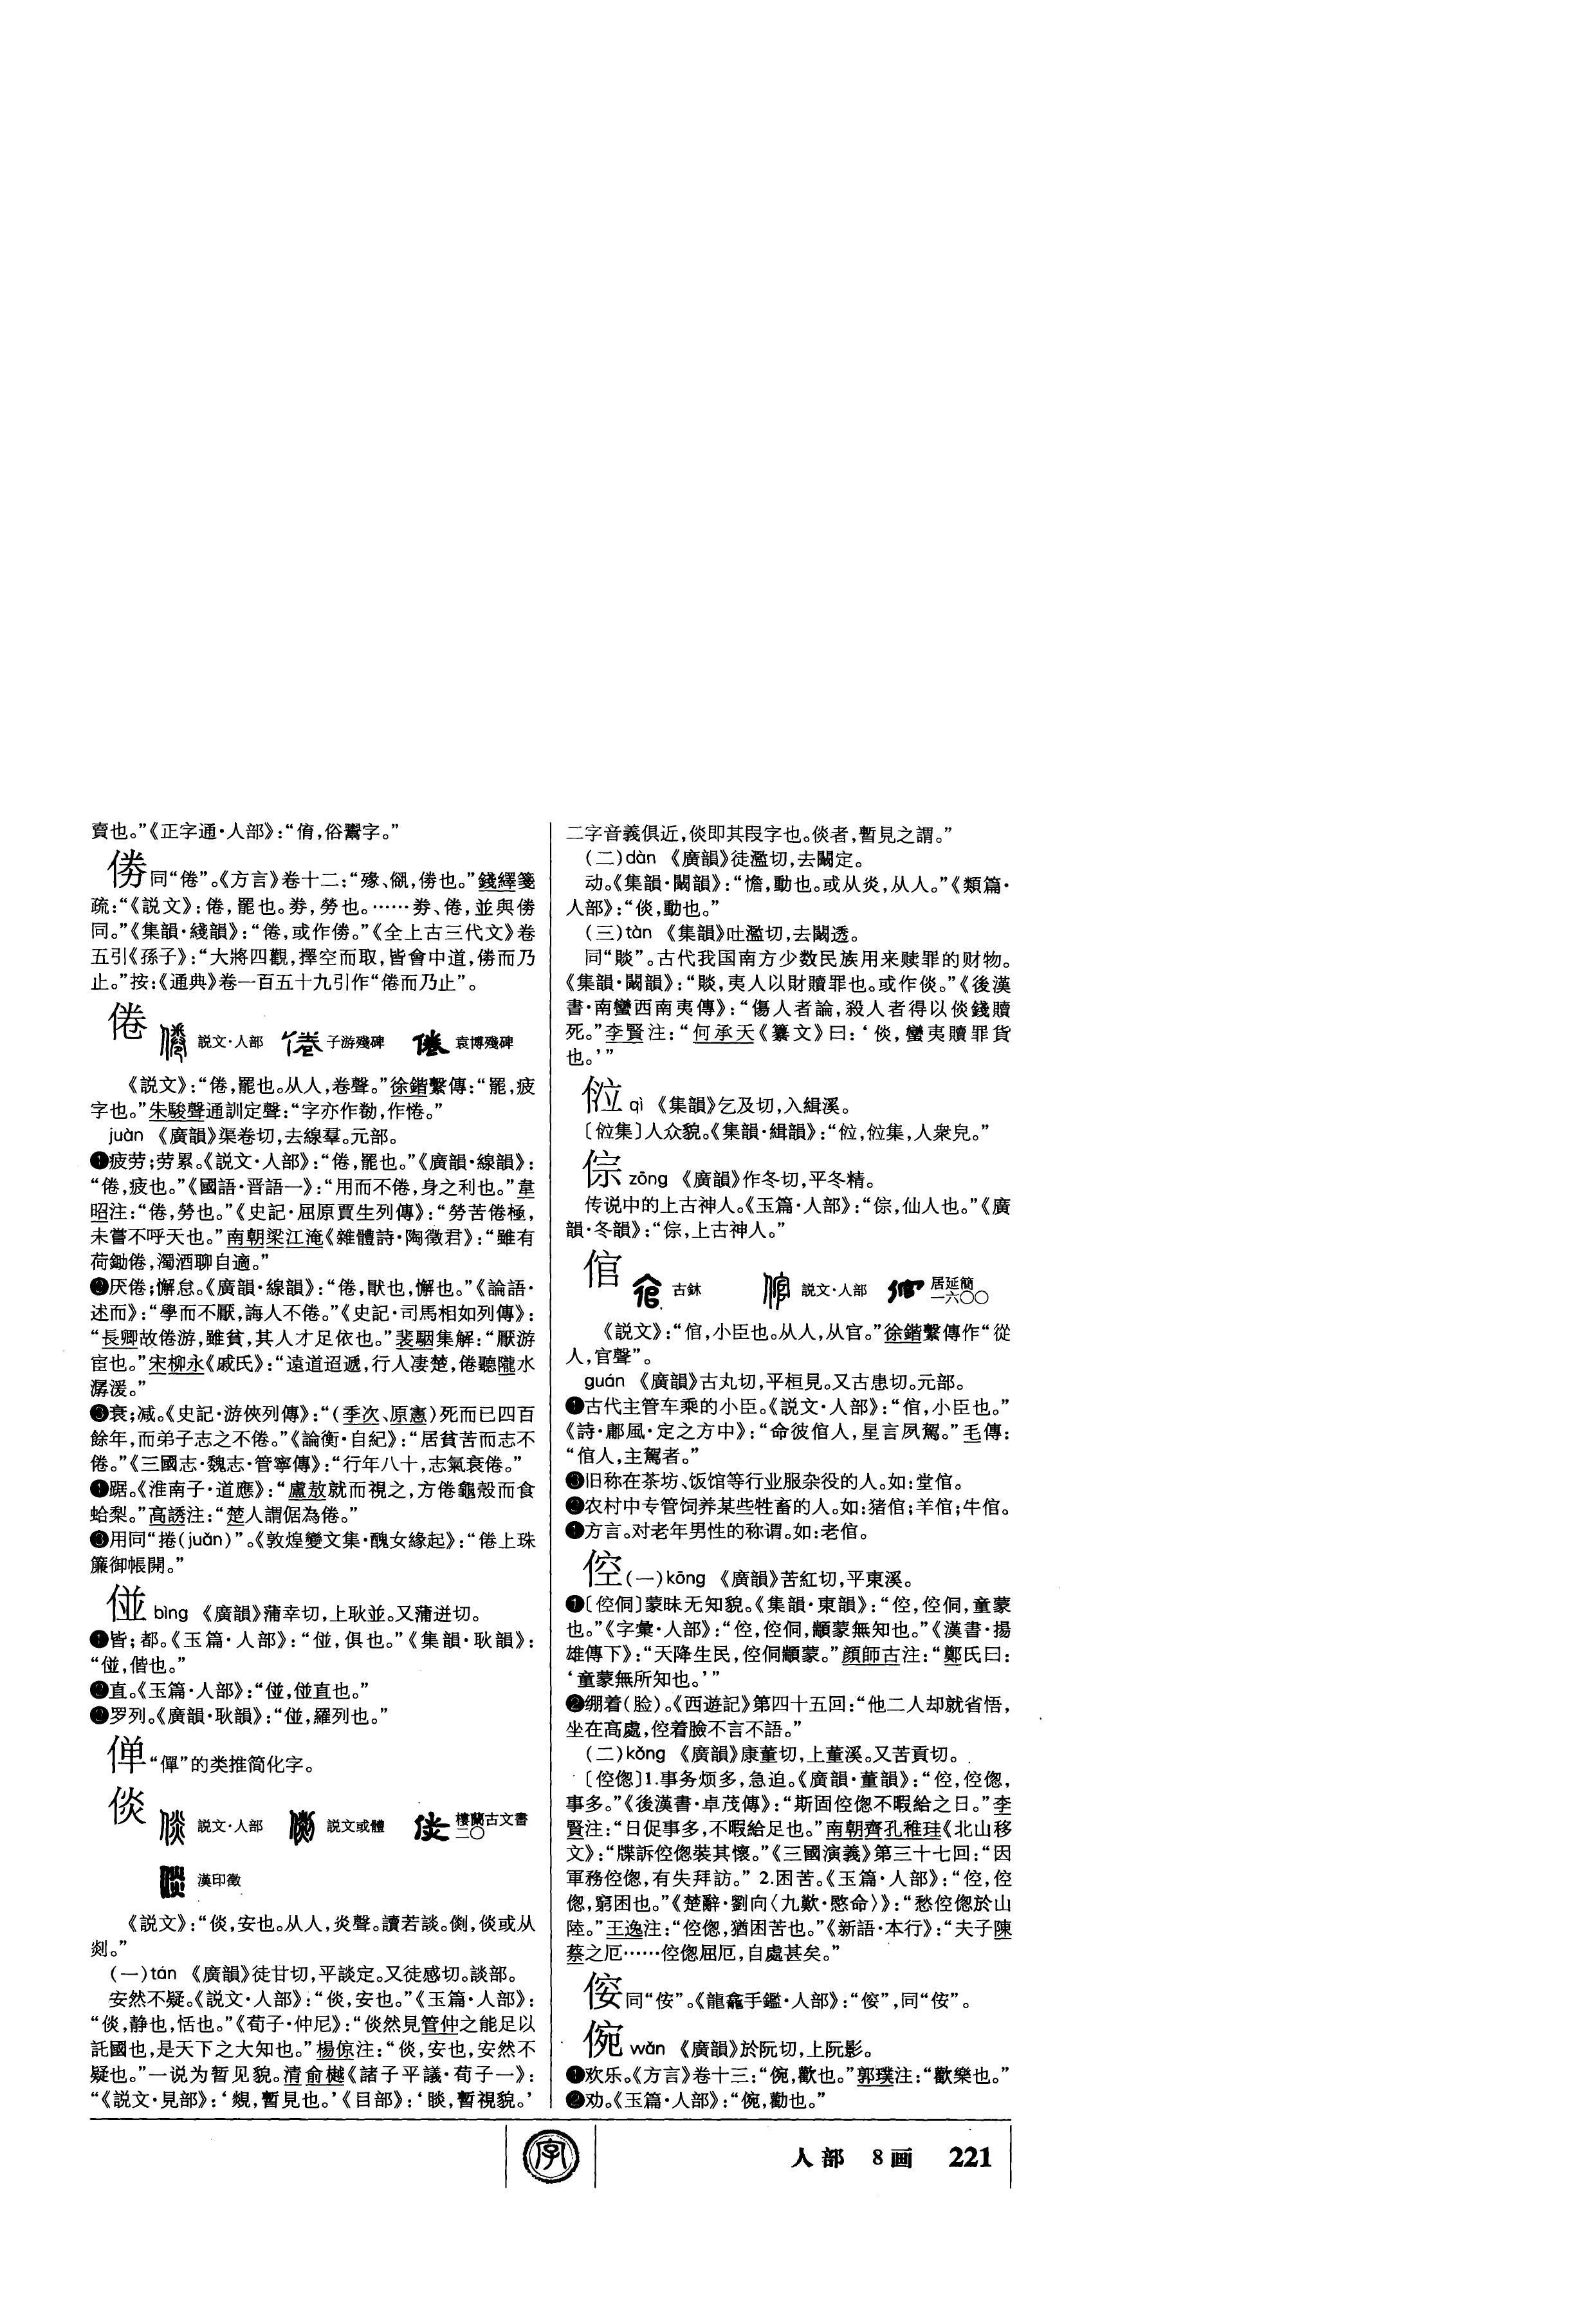 賣也。”《正字通·人部》：“㑾，俗鬻字。”
㑔同“倦”。《方言》卷十二：“殩、㑔，㑔也。”錢繹箋
疏：“《説文》：倦，罷也。券，勞也。……券、倦，並與㑔
同。”《集韻·綫韻》：“倦，或作㑔。”《全上古三代文》卷
五引《孫子》：“大將四觀，擇空而取，皆會中道，㑔而乃
止。”按：《通典》卷一百五十九引作“倦而乃止”。
倦 説文·人部 子游殘碑 袁博殘碑
《説文》：“倦，罷也。从人，卷聲。”徐鍇繫傳：“罷，疲
字也。”朱駿聲通訓定聲：“字亦作勌，作惓。”
juàn 《廣韻》渠卷切，去線羣。元部。
❶疲劳；劳累。《説文·人部》：“倦，罷也。”《廣韻·線韻》：
“倦，疲也。”《國語·晋語一》：“用而不倦，身之利也。”韋
昭注：“倦，勞也。”《史記·屈原賈生列傳》：“勞苦倦極，
未嘗不呼天也。”南朝梁江淹《雜體詩·陶徵君》：“雖有
荷鋤倦，濁酒聊自適。”
❷厌倦；懈怠。《廣韻·線韻》：“倦，猒也，懈也。”《論語·
述而》：“學而不厭，誨人不倦。”《史記·司馬相如列傳》：
“長卿故倦游，雖貧，其人才足依也。”裴駰集解：“厭游
宦也。”宋柳永《戚氏》：“遠道迢遞，行人凄楚，倦聽隴水
潺湲。”
❸衰；减。《史記·游俠列傳》：“（季次、原憲）死而已四百
餘年，而弟子志之不倦。”《論衡·自紀》：“居貧苦而志不
倦。”《三國志·魏志·管寧傳》：“行年八十，志氣衰倦。”
踞。《淮南子·道應》：“盧敖就而視之，方倦龜殼而食
蛤梨。”高誘注：“楚人謂倨為倦。”
用同“捲（juǎn）”。《敦煌變文集·醜女緣起》：“倦上珠
簾御帳開。”
傡 bìng 《廣韻》蒲幸切，上耿並。又蒲迸切。
❶皆；都。《玉篇·人部》：“傡，俱也。”《集韻·耿韻》：
“傡，偕也。”
❷直。《玉篇·人部》：“傡，傡直也。”
罗列。《廣韻·耿韻》：“傡，羅列也。”
“僤”的类推简化字。
倓 説文·人部 説文或體 樓蘭古文書二〇
漢印徵
《説文》：“倓，安也。从人，炎聲。讀若談。㓨，倓或从
剡。”
（一）tán 《廣韻》徒甘切，平談定。又徒感切。談部。
安然不疑。《説文·人部》：“倓，安也。”《玉篇·人部》：
“倓，静也，恬也。”《荀子·仲尼》：“倓然見管仲之能足以
託國也，是天下之大知也。”楊倞注：“倓，安也，安然不
疑也。”一说为暂见貌。清俞樾《諸子平議·荀子一》：
“《説文·見部》：‘覢，暫見也。’《目部》：‘睒，暫視貌。’
二字音義俱近，倓即其叚字也。倓者，暫見之謂。”
（二）dàn 《廣韻》徒濫切，去闞定。
动。《集韻·闞韻》：“憺，動也。或从炎，从人。”《類篇·
人部》：“倓，動也。”
（三）tàn 《集韻》吐濫切，去闞透。
同“賧”。古代我国南方少数民族用来赎罪的财物。
《集韻·闞韻》：“賧，夷人以財贖罪也。或作倓。”《後漢
書·南蠻西南夷傳》：“傷人者論，殺人者得以倓錢贖
死。”李賢注：“何承天《纂文》曰：‘倓，蠻夷贖罪貨
也。’”
㑙 qì 《集韻》乞及切，入緝溪。
〔㑙集〕人众貌。《集韻·緝韻》：“㑙，㑙集，人衆皃。”
倧 zōng 《廣韻》作冬切，平冬精。
传说中的上古神人。《玉篇·人部》：“倧，仙人也。”《廣
韻·冬韻》：“倧，上古神人。”
倌 古鉥 説文·人部 居延簡一六〇〇
《説文》：“倌，小臣也。从人，从官。”徐鍇繫傳作“從
人，官聲”。
guán 《廣韻》古丸切，平桓見。又古患切。元部。
❶古代主管车乘的小臣。《説文·人部》：“倌，小臣也。”
《詩·鄘風·定之方中》：“命彼倌人，星言夙駕。”毛傳：
“倌人，主駕者。”
旧称在茶坊、饭馆等行业服杂役的人。如：堂倌。
农村中专管饲养某些牲畜的人。如：猪倌；羊倌；牛倌。
方言。对老年男性的称谓。如：老倌。
倥（一）kōng 《廣韻》苦紅切，平東溪。
❶〔倥侗〕蒙昧无知貌。《集韻·東韻》：“倥，倥侗，童蒙
也。”《字彙·人部》：“倥，倥侗，顓蒙無知也。”《漢書·揚
雄傳下》：“天降生民，倥侗顓蒙。”顔師古注：“鄭氏曰：
‘童蒙無所知也。’”
❷绷着（脸）。《西遊記》第四十五回：“他二人却就省悟，
坐在高處，倥着臉不言不語。”
（二）kǒng 《廣韻》康董切，上董溪。又苦貢切。
〔倥偬〕1.事务烦多，急迫。《廣韻·董韻》：“倥，倥偬，
事多。”《後漢書·卓茂傳》：“斯固倥偬不暇給之日。”李
賢注：“日促事多，不暇給足也。”南朝齊孔稚珪《北山移
文》：“牒訴倥偬裝其懷。”《三國演義》第三十七回：“因
軍務倥偬，有失拜訪。” 2.困苦。《玉篇·人部》：“倥，倥
偬，窮困也。”《楚辭·劉向〈九歎·愍命〉》：“愁倥偬於山
陸。”王逸注：“倥偬，猶困苦也。”《新語·本行》：“夫子陳
蔡之厄……倥偬屈厄，自處甚矣。”
同“侒”。《龍龕手鑑·人部》：“”，同“侒”。
倇 wǎn 《廣韻》於阮切，上阮影。
❶欢乐。《方言》卷十三：“倇，歡也。”郭璞注：“歡樂也。”
❷劝。《玉篇·人部》：“倇，勸也。”
字
人部 8画 221